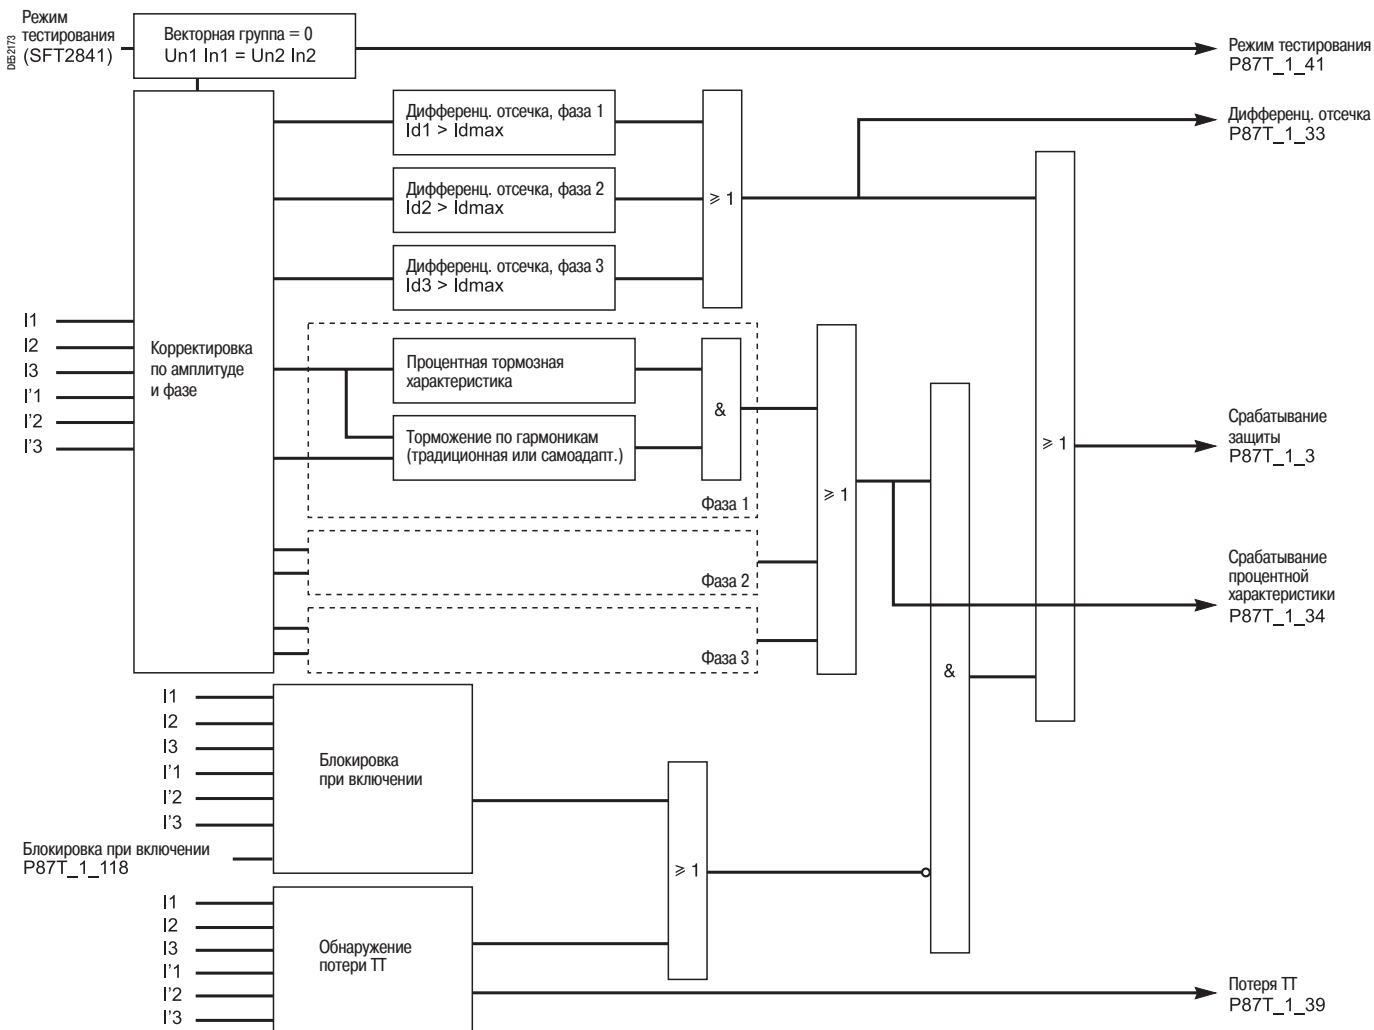 DE52173
Режим
тестирования
(SFT2841)
Векторная группа = 0
Un1 In1 = Un2 In2
Режим тестирования
P87T_1_41
Дифференц. отсечка, фаза 1
Id1 > Idmax
Дифференц. отсечка
P87T_1_33
Дифференц. отсечка, фаза 2
Id2 > Idmax
⩾ 1
Дифференц. отсечка, фаза 3
Id3 > Idmax
I1
I2
I3
I'1
I'2
I'3
Корректировка
по амплитуде
и фазе
Процентная тормозная
характеристика
&
Торможение по гармоникам
(традиционная или самоадапт.)
Фаза 1
⩾ 1
⩾ 1
Срабатывание
защиты
P87T_1_3
Фаза 2
Срабатывание
процентной
характеристики
P87T_1_34
Фаза 3
&
I1
I2
I3
I'1
I'2
I'3
Блокировка
при включении
Блокировка при включении
P87T_1_118
⩾ 1
I1
I2
I3
I'1
I'2
I'3
Обнаружение
потери ТТ
Потеря ТТ
P87T_1_39